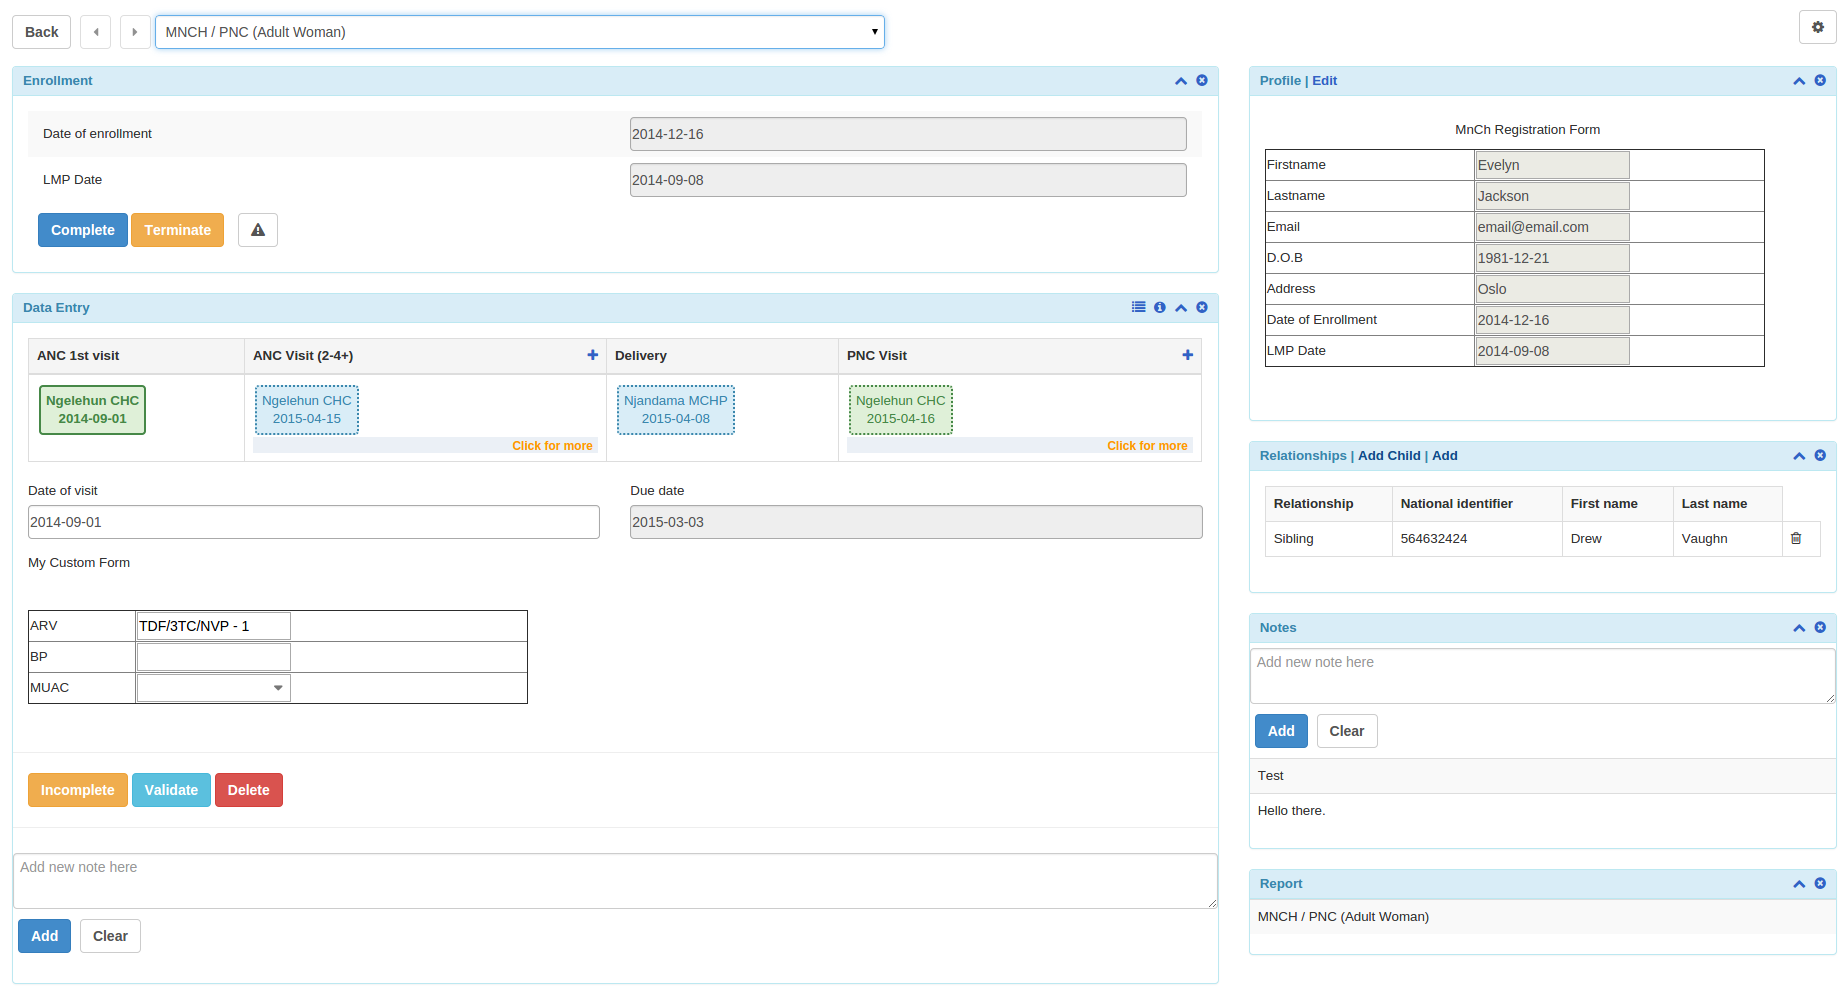 Back
MNCH / PNC (Adult Woman)
Enrollment
Date of enrollment 2014-12-16
LMP Date 2014-09-08
Complete Terminate
Data Entry
ANC 1st visit ANC Visit (2-4+) Delivery PNC Visit
Ngelehun CHC
2014-09-01
Ngelehun CHC
2015-04-15
Click for more
Njandama MCHP
2015-04-08
Ngelehun CHC
2015-04-16
Click for more
Date of visit Due date
2014-09-01 2015-03-03
My Custom Form
ARV TDF/3TC/NVP - 1
BP
MUAC
Incomplete Validate Delete
Add new note here
Add Clear
Profile | Edit
MnCh Registration Form
Firstname Evelyn
Lastname Jackson
Email email@email.com
D.O.B 1981-12-21
Address Oslo
Date of Enrollment 2014-12-16
LMP Date 2014-09-08
Relationships | Add Child | Add
Relationship National identifier First name Last name
Sibling 564632424 Drew Vaughn
Notes
Add new note here
Add Clear
Test
Hello there.
Report
MNCH / PNC (Adult Woman)